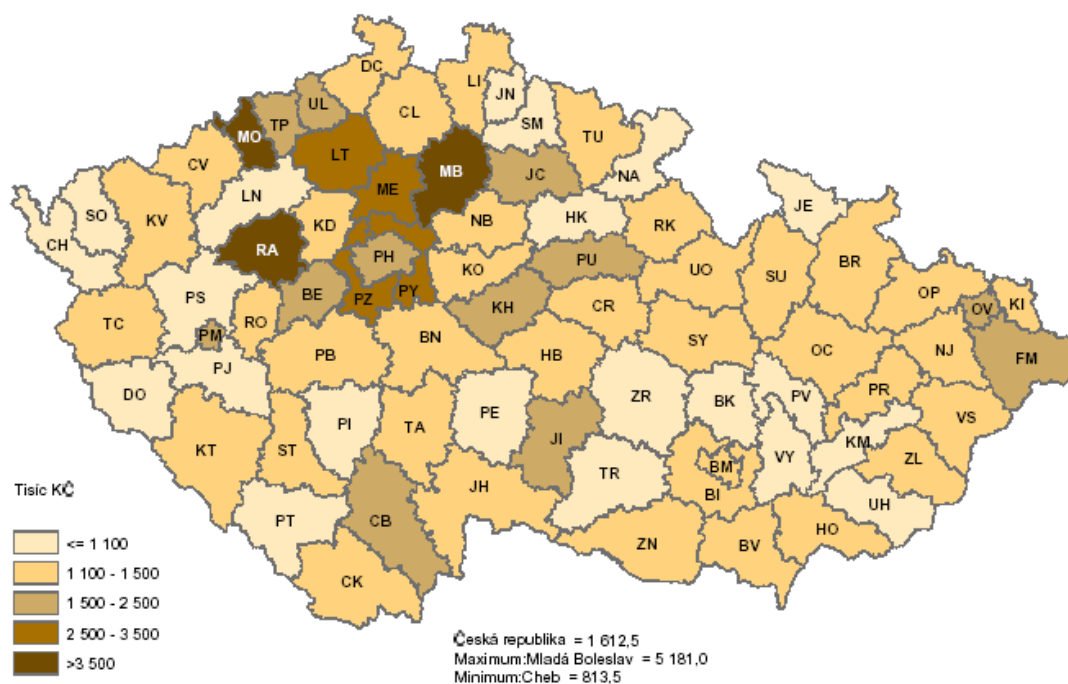 DC
LI
JN
UL
CL
SM
TP
MO
TU
LT
CV
MB
JC
NA
ME
LN
SO
JE
KV
HK
RK
NB
KD
CH
RA
PH
PU
BR
KO
UO
SU
PS
BE
PZ
PY
OP
KI
OV
KH
CR
TC
RO
PM
BN
SY
OC
NJ
FM
PB
HB
PJ
DO
PR
ZR
BK
PV
PE
PI
VS
TA
JI
KM
KT
ST
VY
ZL
BM
TR
BI
JH
UH
CB
PT
HO
ZN
BV
CK
Tisíc KČ
<= 1 100
1 100 - 1 500
1 500 - 2 500
2 500 - 3 500
>3 500
Česká republika = 1 612,5
Maximum:Mladá Boleslav = 5 181,0
Minimum:Cheb = 813,5